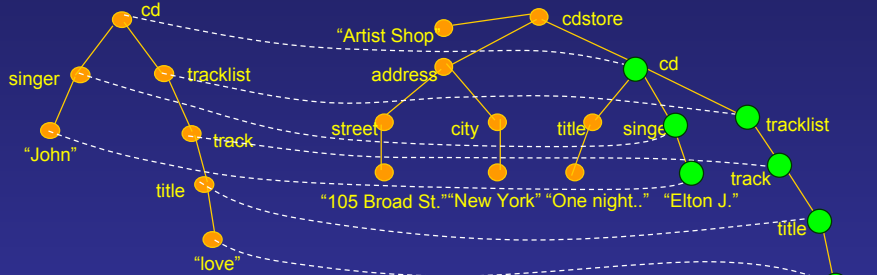 cd
singer
tracklist
"John"
track
title
"love"
cdstore
"Artist Shop"
address
cd
street
city
title
singe
tracklist
"105 Broad St."
"New York"
"One night.."
"Elton J."
track
title